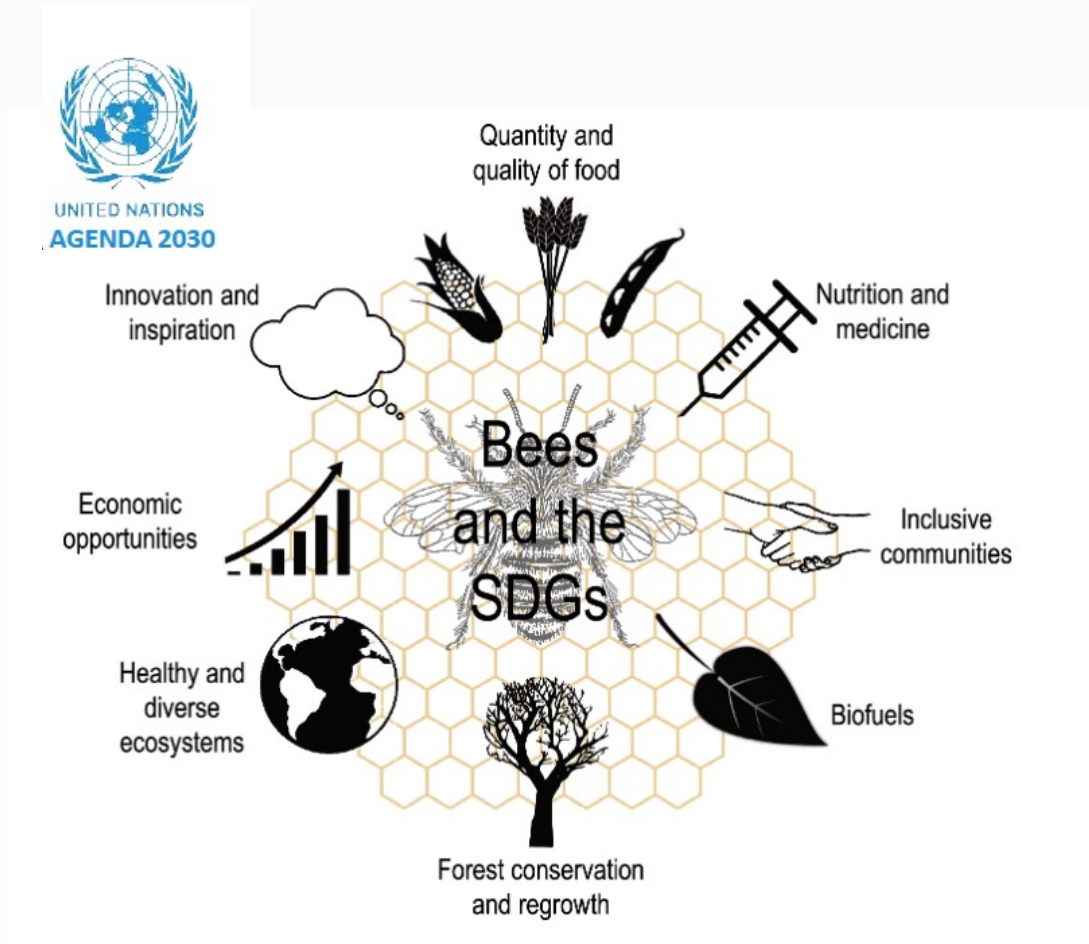 UNITED NATIONS
AGENDA 2030
Quantity and
quality of food
Innovation and
inspiration
Nutrition and
medicine
Bees
and the
SDGs
Economic
opportunities
Inclusive
communities
Healthy and
diverse
ecosystems
Biofuels
Forest conservation
and regrowth